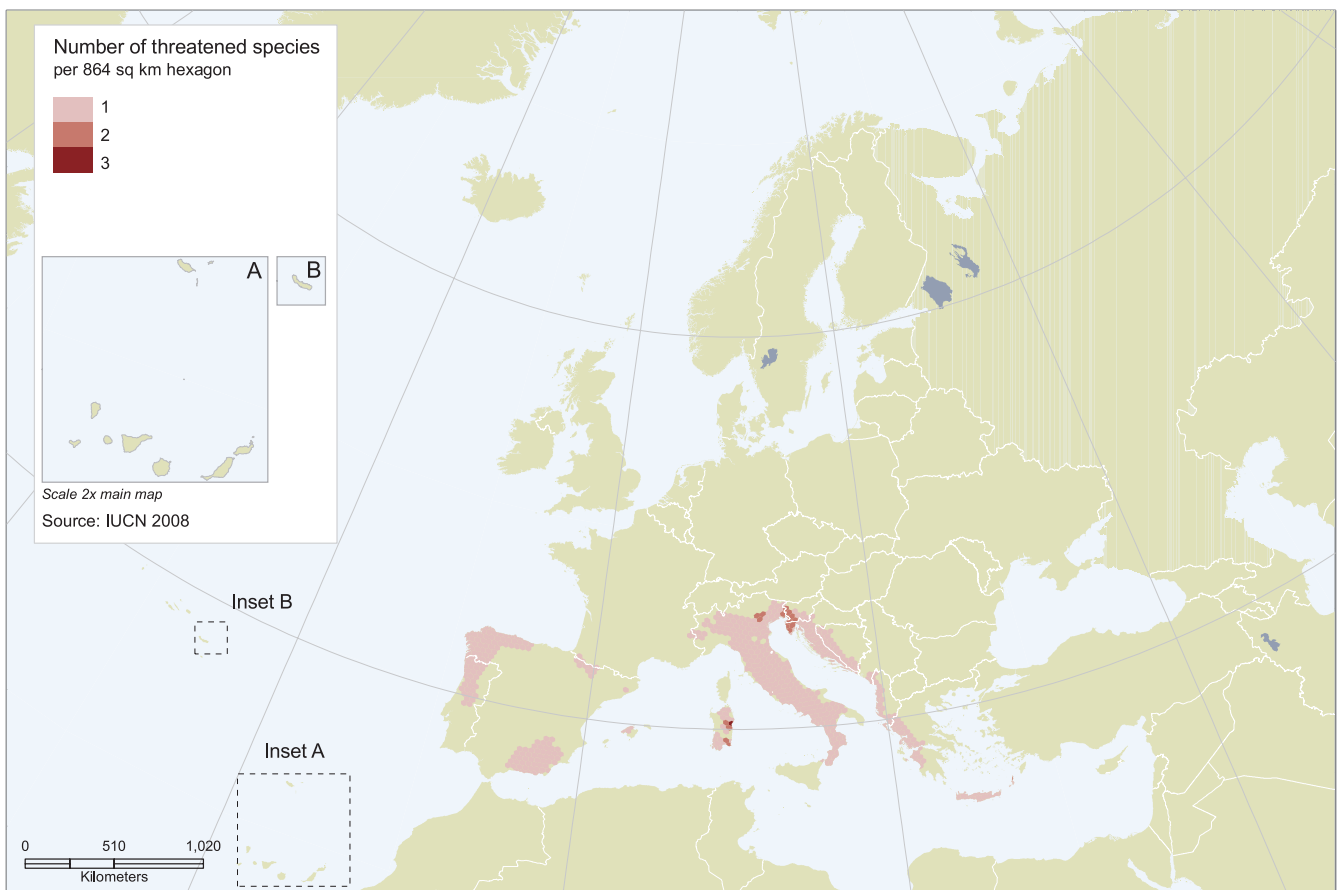 Number of threatened species
per 864 sq km hexagon
1
2
3
A
B
Scale 2x main map
Source: IUCN 2008
Inset B
Inset A
0 510 1,020
Kilometers